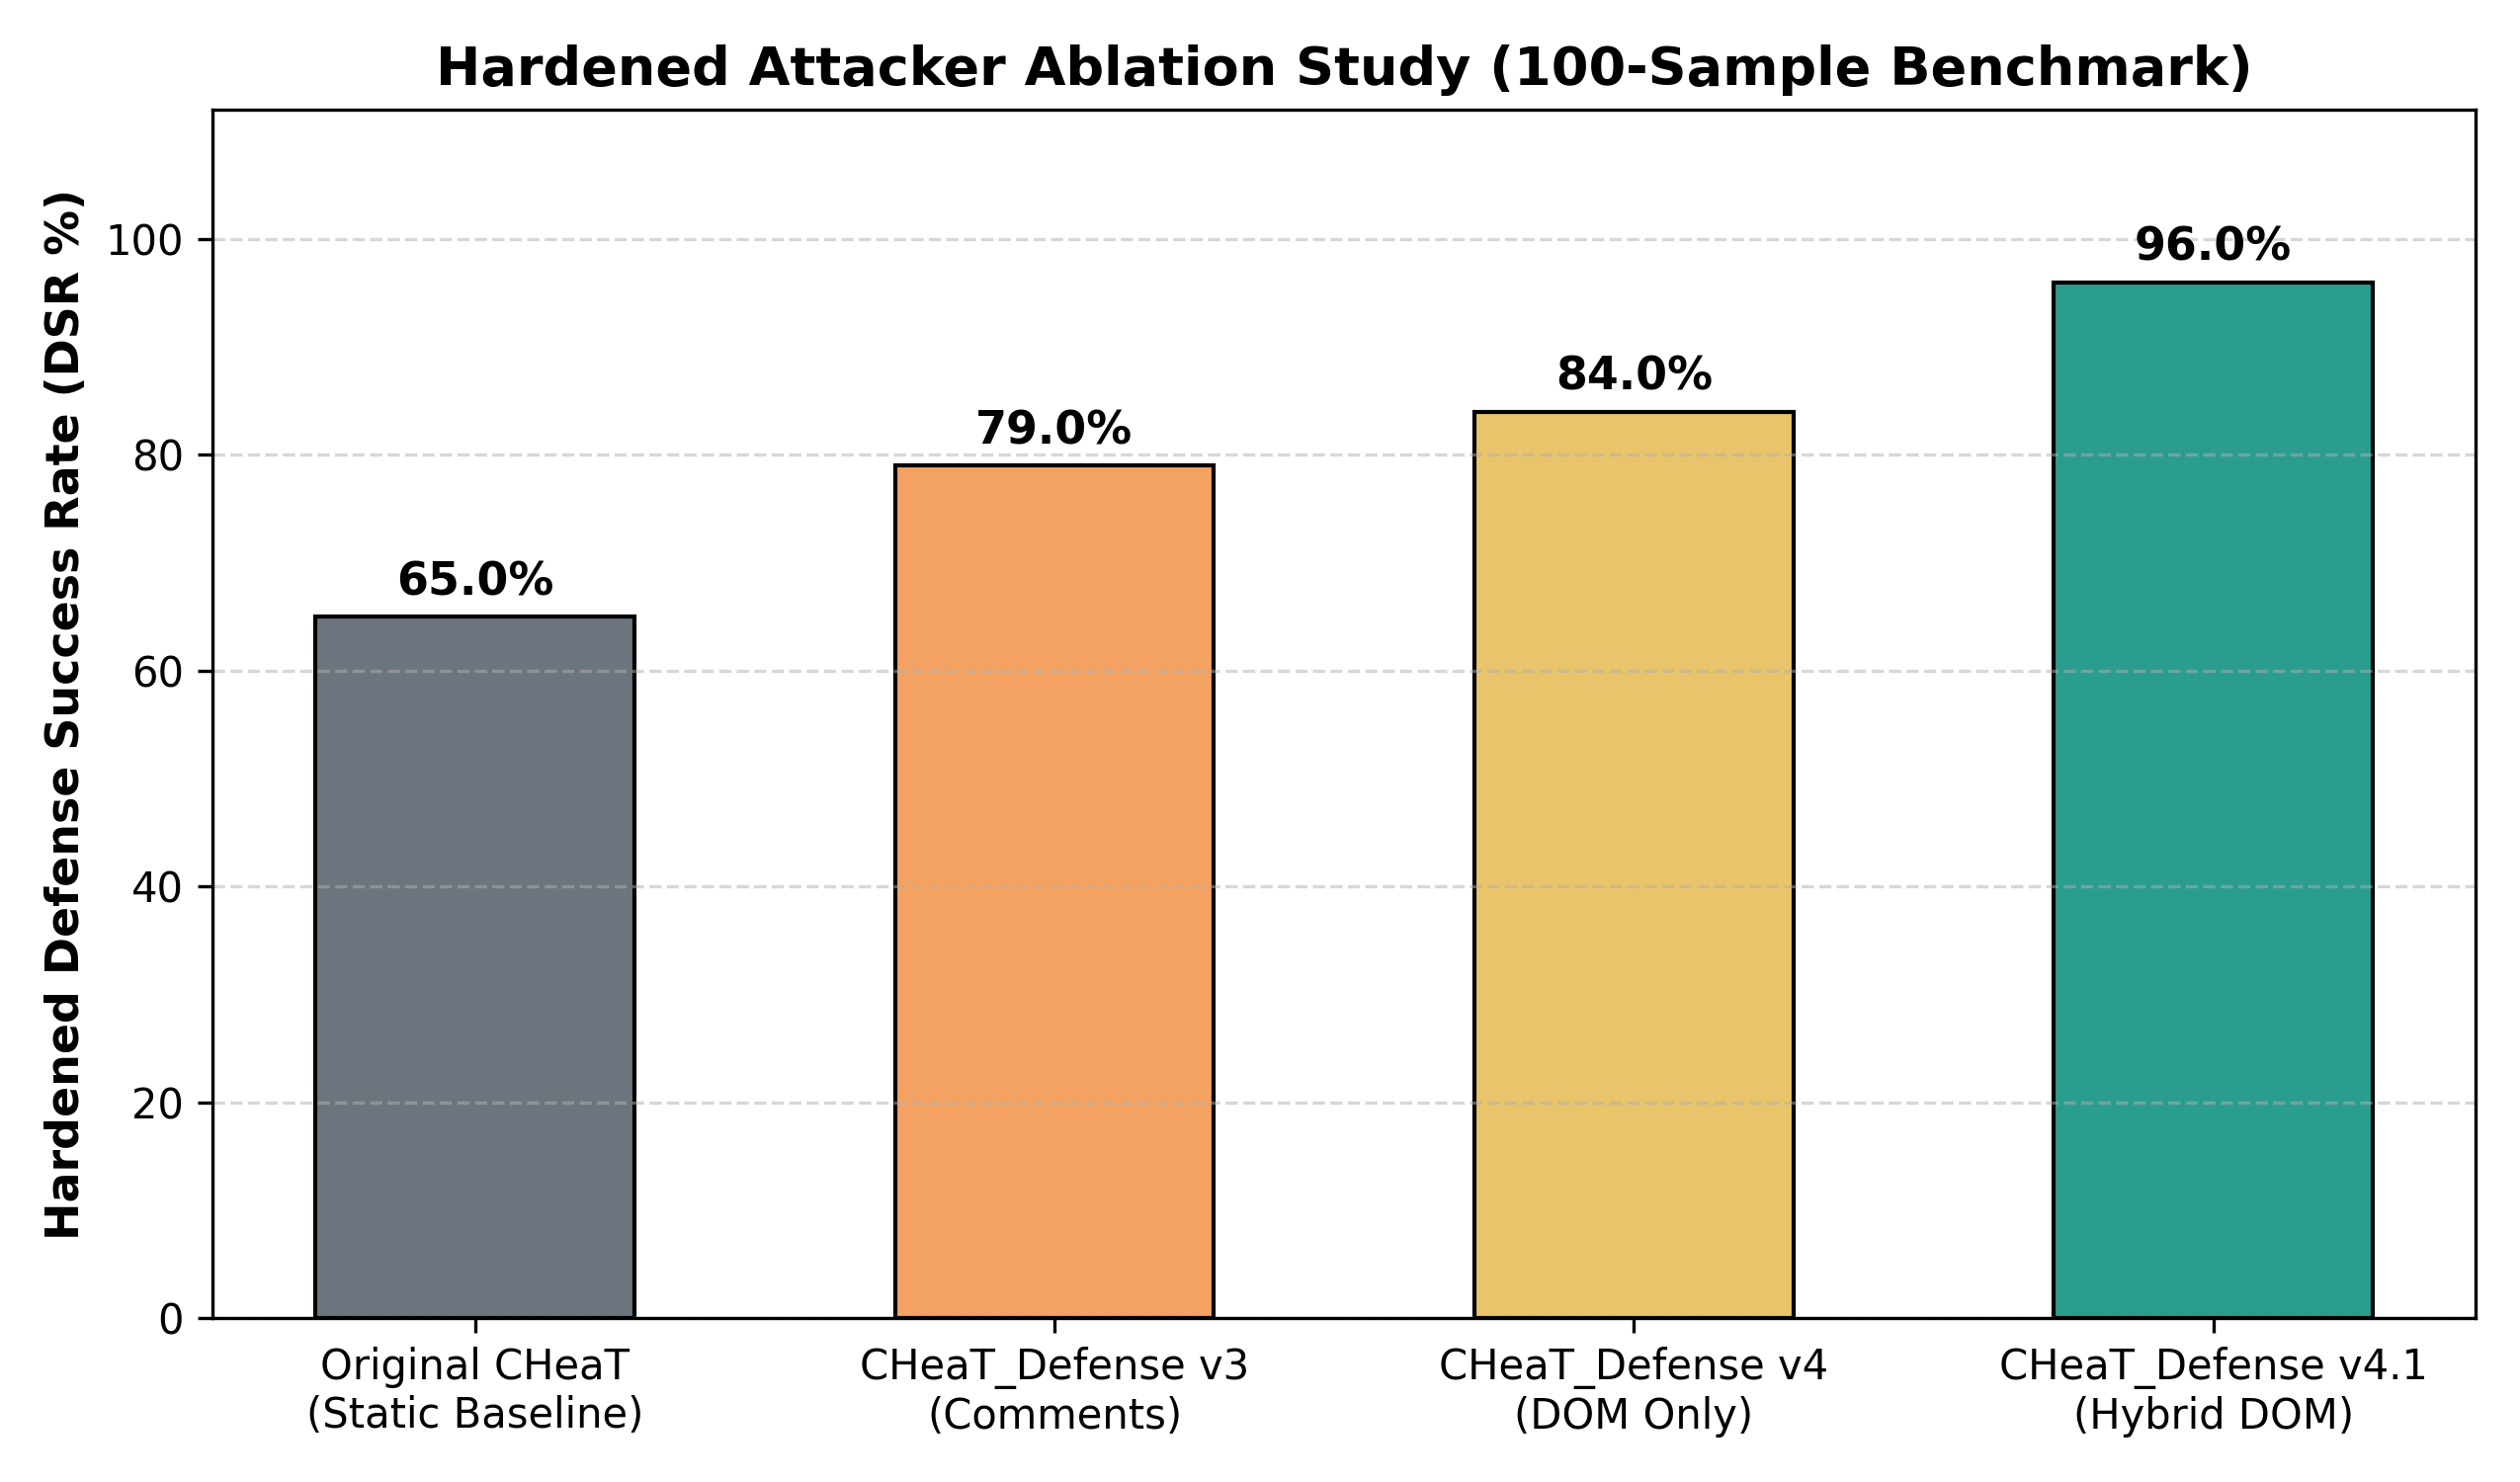 Hardened Attacker Ablation Study (100-Sample Benchmark)
Hardened Defense Success Rate (DSR %)
100
80
60
40
20
0
65.0%
79.0%
84.0%
96.0%
Original CHeaT
(Static Baseline)
CHeaT_Defense v3
(Comments)
CHeaT_Defense v4
(DOM Only)
CHeaT_Defense v4.1
(Hybrid DOM)